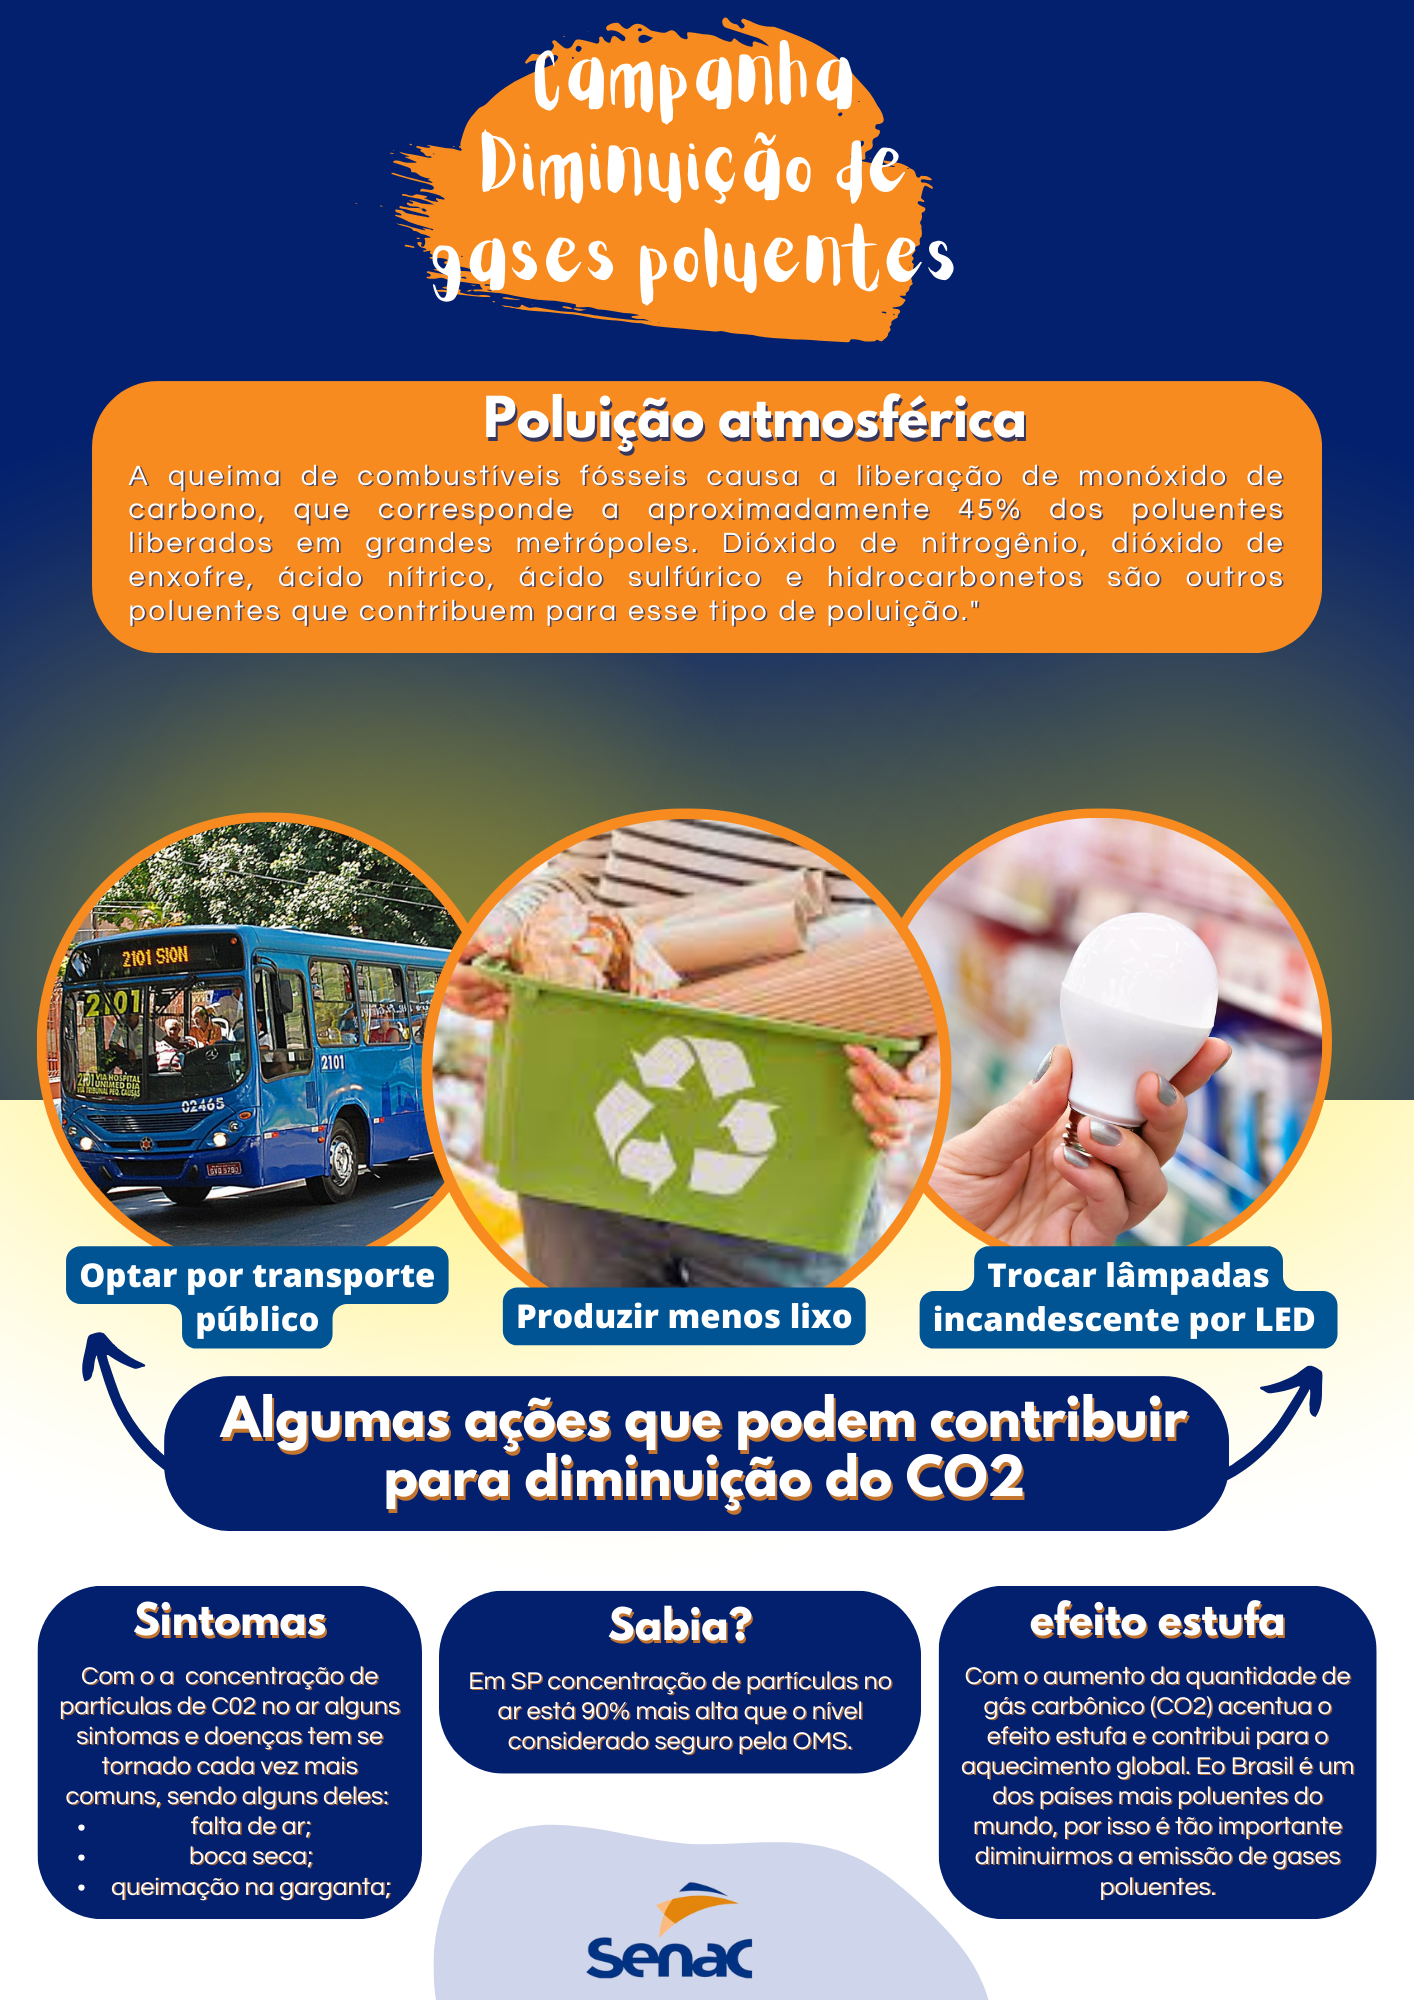 Campanha
Diminuição de
gases poluentes
Poluição atmosférica
A queima de combustíveis fósseis causa a liberação de monóxido de
carbono, que corresponde a aproximadamente 45% dos poluentes
liberados em grandes metrópoles. Dióxido de nitrogênio, dióxido de
enxofre, ácido nítrico, ácido sulfúrico e hidrocarbonetos são outros
poluentes que contribuem para esse tipo de poluição."
2101 SION
2101
2101
2101 VIA HOSPITAL
UNIMED DIA
VIA TRIBUNAL PEQ. CAUSAS
02465
Optar por transporte
público
Produzir menos lixo
Trocar lâmpadas
incandescente por LED
Algumas ações que podem contribuir
para diminuição do CO2
Sintomas
Com o a concentração de
partículas de C02 no ar alguns
sintomas e doenças tem se
tornado cada vez mais
comuns, sendo alguns deles:
• falta de ar;
• boca seca;
• queimação na garganta;
Sabia?
Em SP concentração de partículas no
ar está 90% mais alta que o nível
considerado seguro pela OMS.
efeito estufa
Com o aumento da quantidade de
gás carbônico (CO2) acentua o
efeito estufa e contribui para o
aquecimento global. Eo Brasil é um
dos países mais poluentes do
mundo, por isso é tão importante
diminuirmos a emissão de gases
poluentes.
Senac